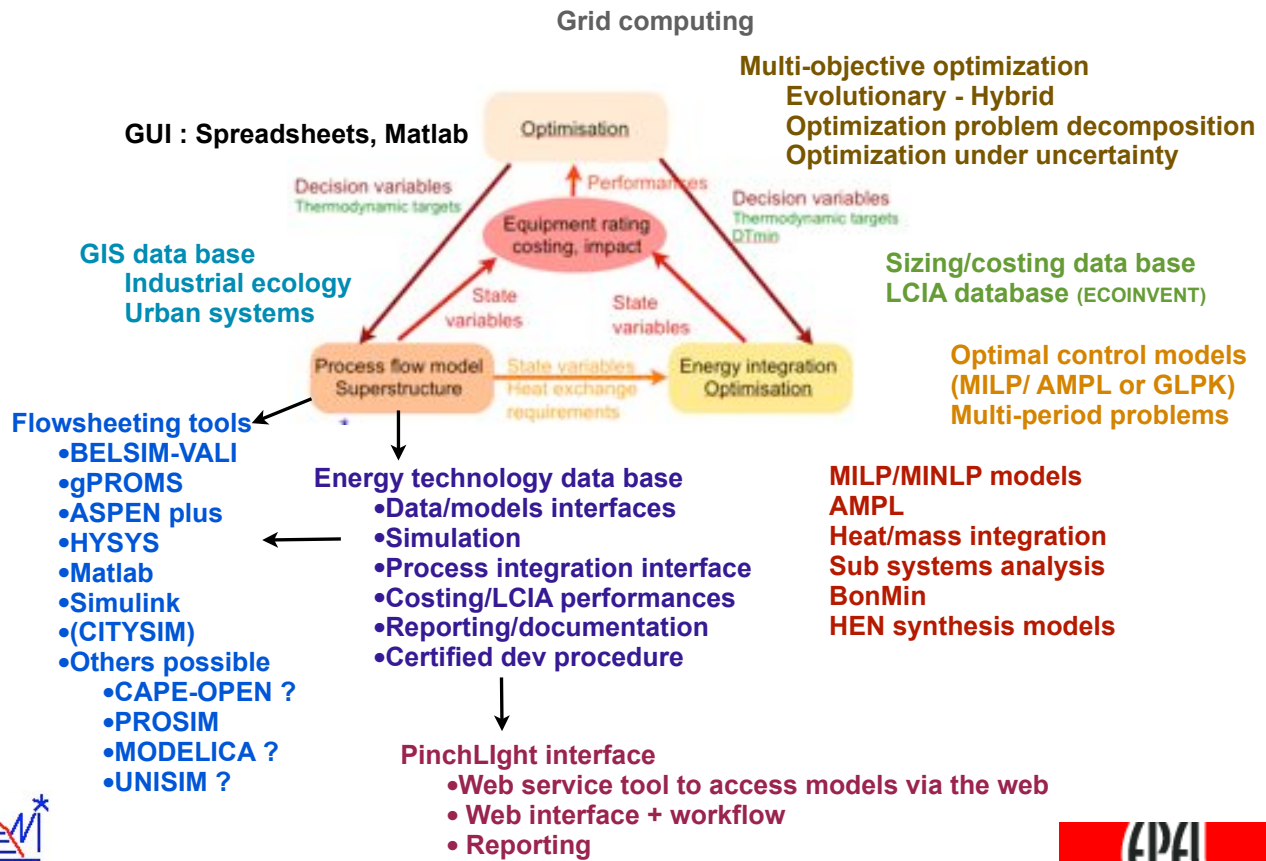 Grid computing
Multi-objective optimization
Evolutionary - Hybrid
Optimization problem decomposition
Optimization under uncertainty
GUI : Spreadsheets, Matlab
Optimisation
Performances
Decision variables
Thermodynamic targets
Decision variables
Thermodynamic targets
DTmin
Equipment rating
costing, impact
GIS data base
Industrial ecology
Urban systems
Sizing/costing data base
LCIA database (ECOINVENT)
State
variables
State
variables
Process flow model
Superstructure
State variables
Heat exchange
requirements
Energy integration
Optimisation
Optimal control models
(MILP/ AMPL or GLPK)
Multi-period problems
Flowsheeting tools
•BELSIM-VALI
•gPROMS
•ASPEN plus
•HYSYS
•Matlab
•Simulink
•(CITYSIM)
•Others possible
•CAPE-OPEN ?
•PROSIM
•MODELICA ?
•UNISIM ?
Energy technology data base
•Data/models interfaces
•Simulation
•Process integration interface
•Costing/LCIA performances
•Reporting/documentation
•Certified dev procedure
MILP/MINLP models
AMPL
Heat/mass integration
Sub systems analysis
BonMin
HEN synthesis models
PinchLIght interface
•Web service tool to access models via the web
• Web interface + workflow
• Reporting